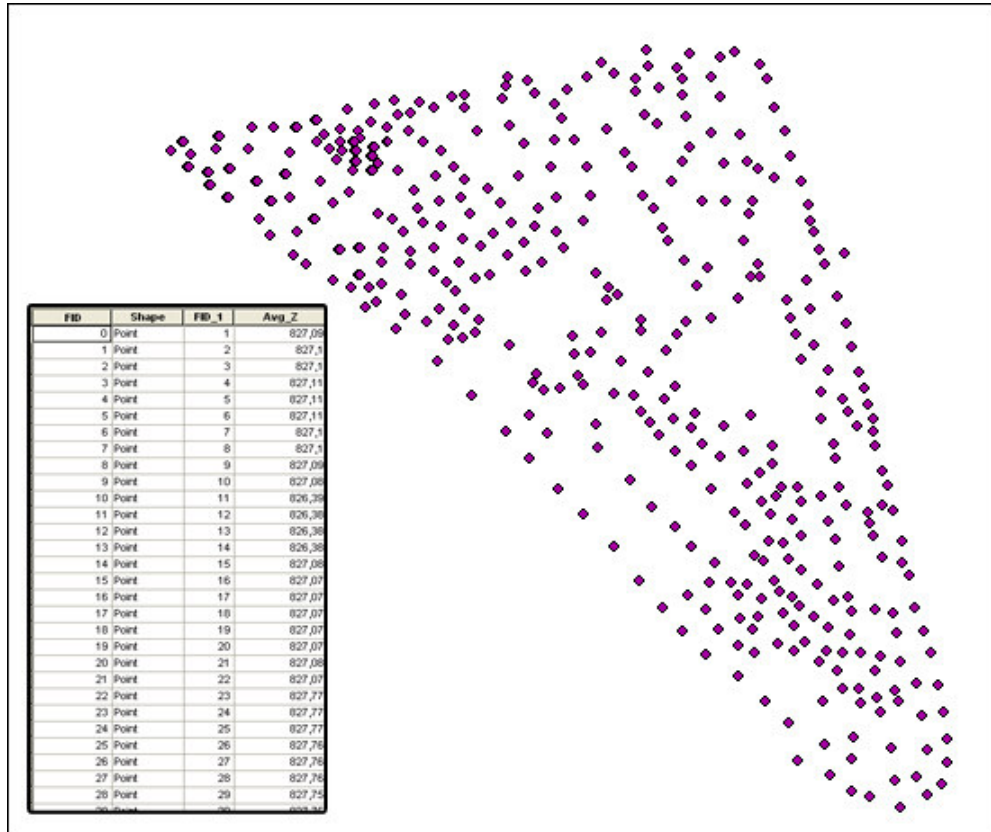 FID Shape FID_1 Avg_Z
0 Point 1 827,09
1 Point 2 827,1
2 Point 3 827,1
3 Point 4 827,11
4 Point 5 827,11
5 Point 6 827,11
6 Point 7 827,1
7 Point 8 827,1
8 Point 9 827,09
9 Point 10 827,08
10 Point 11 826,39
11 Point 12 826,38
12 Point 13 826,38
13 Point 14 826,38
14 Point 15 827,08
15 Point 16 827,07
16 Point 17 827,07
17 Point 18 827,07
18 Point 19 827,07
19 Point 20 827,07
20 Point 21 827,08
21 Point 22 827,07
22 Point 23 827,77
23 Point 24 827,77
24 Point 25 827,77
25 Point 26 827,76
26 Point 27 827,76
27 Point 28 827,76
28 Point 29 827,75